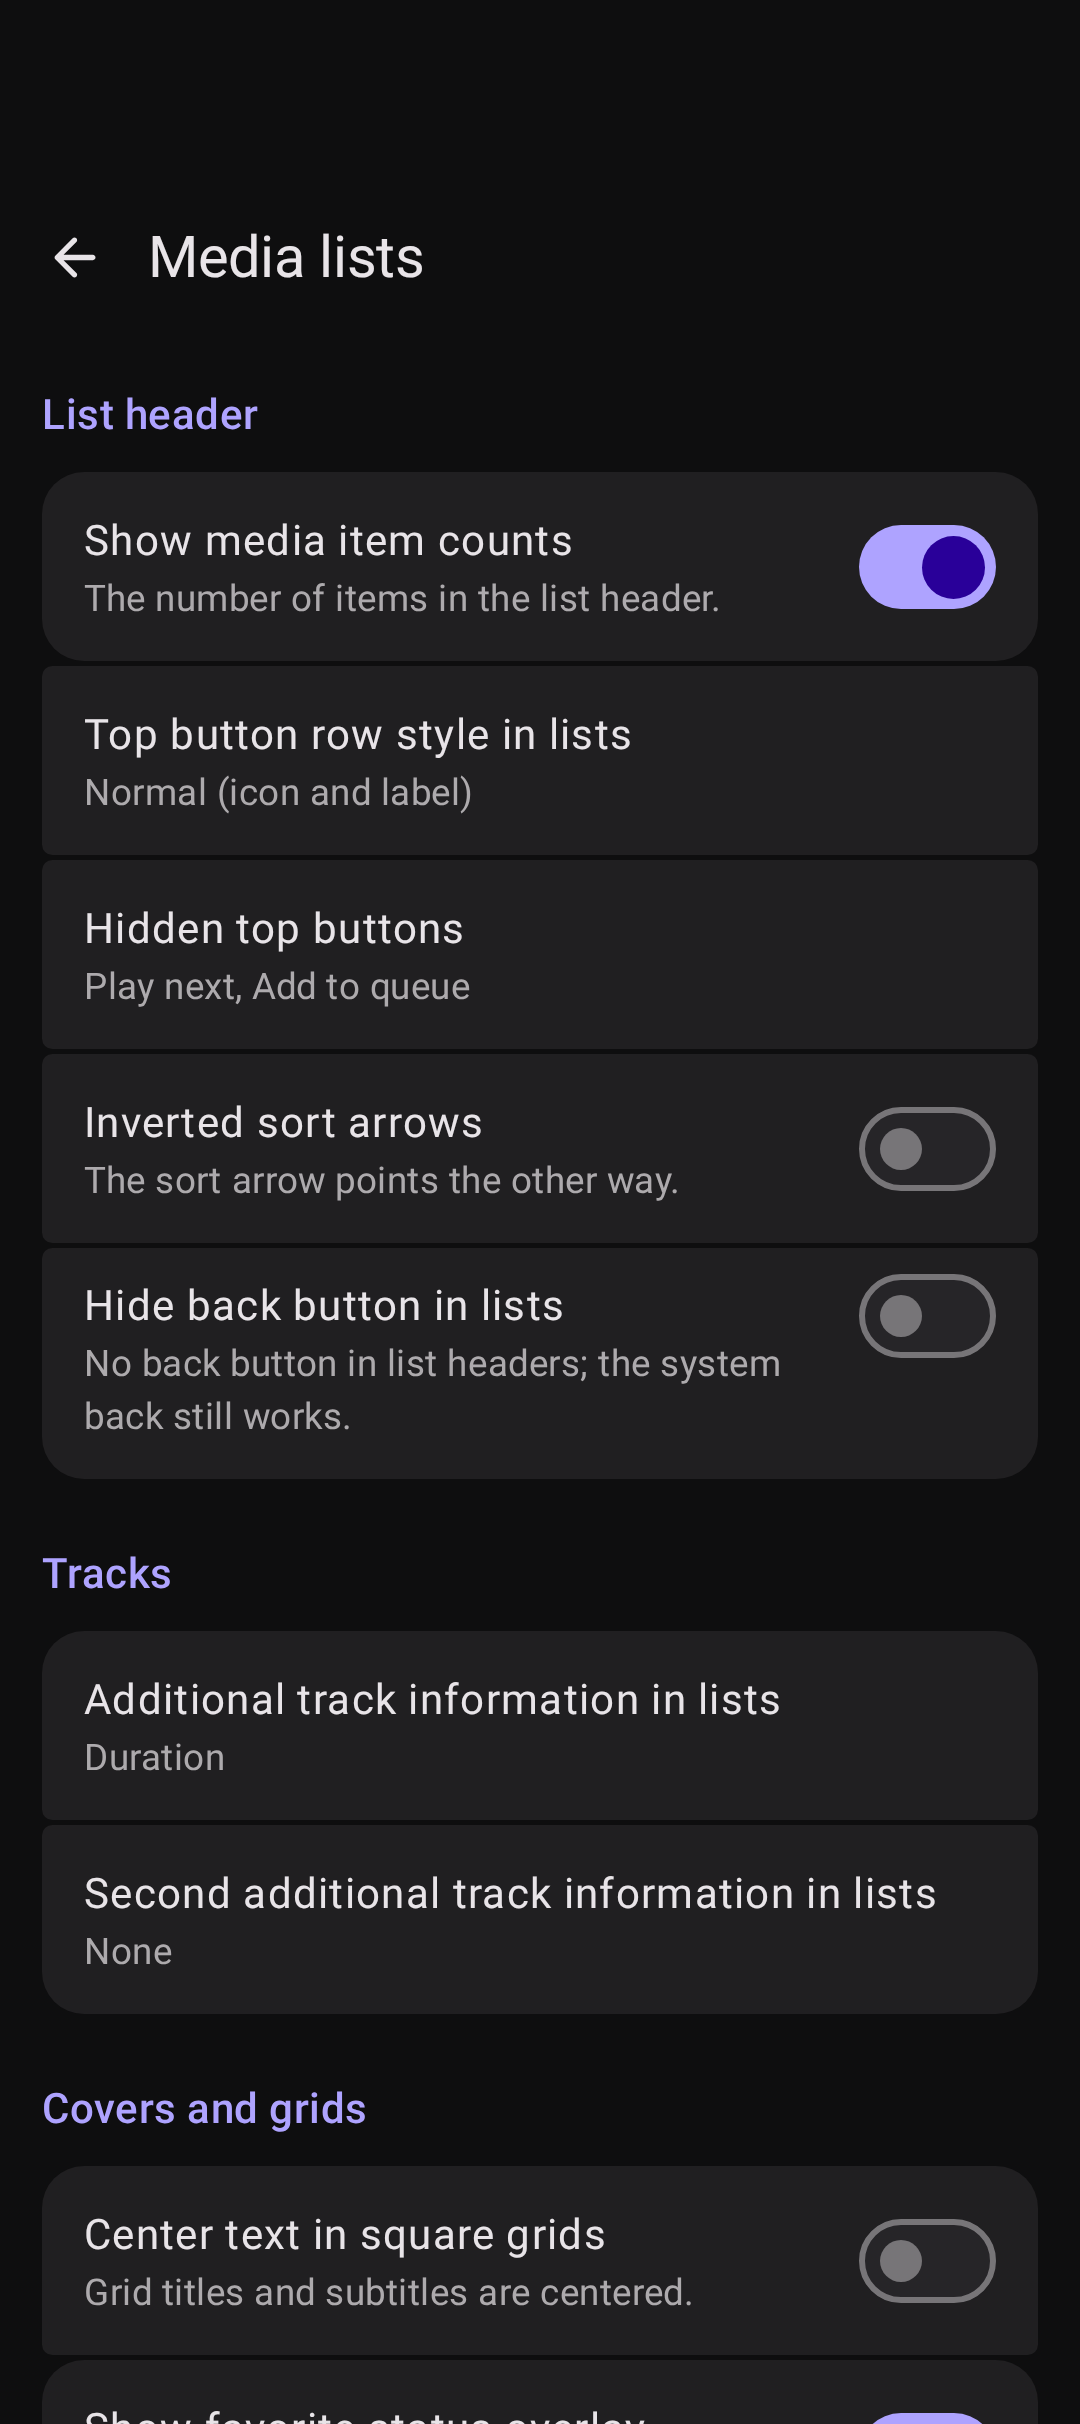 Media lists
List header
Show media item counts
The number of items in the list header.
Top button row style in lists
Normal (icon and label)
Hidden top buttons
Play next, Add to queue
Inverted sort arrows
The sort arrow points the other way.
Hide back button in lists
No back button in list headers; the system
back still works.
Tracks
Additional track information in lists
Duration
Second additional track information in lists
None
Covers and grids
Center text in square grids
Grid titles and subtitles are centered.
Show favorite status overlay